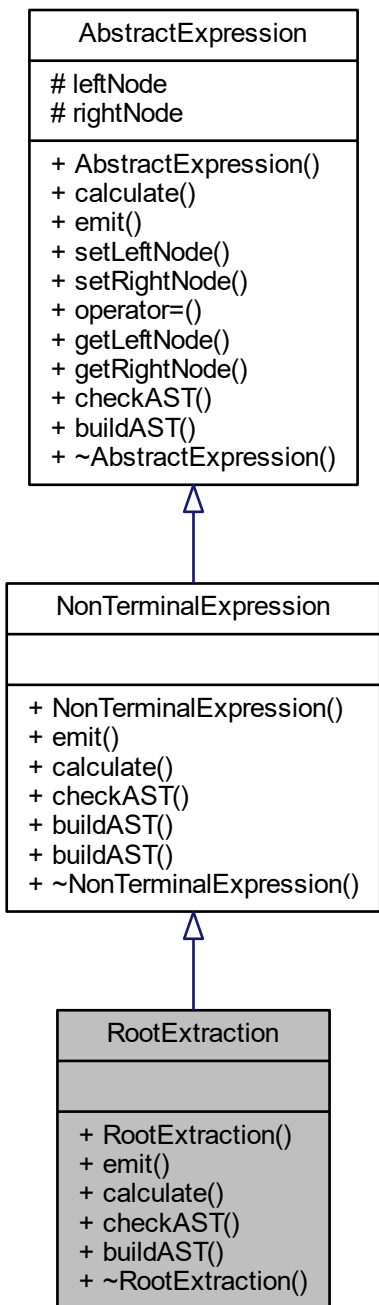 AbstractExpression
# leftNode
# rightNode
+ AbstractExpression()
+ calculate()
+ emit()
+ setLeftNode()
+ setRightNode()
+ operator=()
+ getLeftNode()
+ getRightNode()
+ checkAST()
+ buildAST()
+ ~AbstractExpression()
NonTerminalExpression
+ NonTerminalExpression()
+ emit()
+ calculate()
+ checkAST()
+ buildAST()
+ buildAST()
+ ~NonTerminalExpression()
RootExtraction
+ RootExtraction()
+ emit()
+ calculate()
+ checkAST()
+ buildAST()
+ ~RootExtraction()